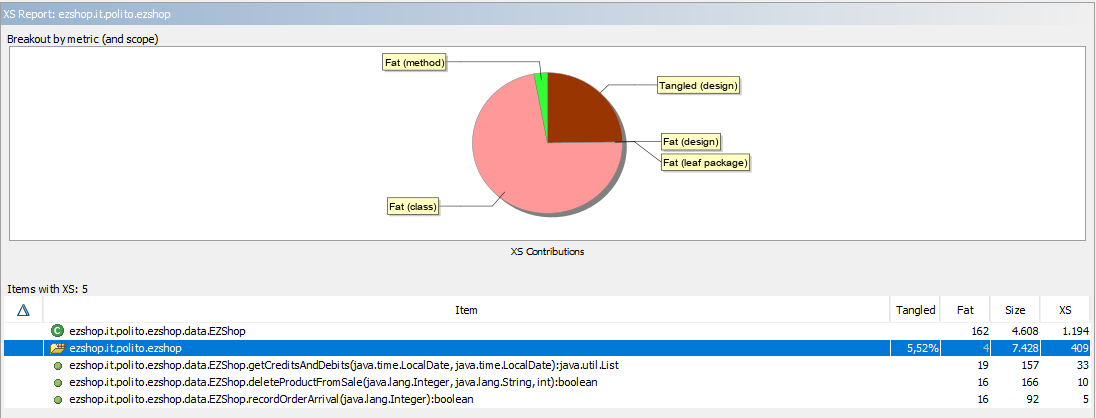 XS Report: ezshop.it.polito.ezshop
Breakout by metric (and scope)
Fat (method)
Tangled (design)
Fat (design)
Fat (leaf package)
Fat (class)
XS Contributions
Items with XS: 5
Item Tangled Fat Size XS
C ezshop.it.polito.ezshop.data.EZShop 162 4.608 1.194
ezshop.it.polito.ezshop 5,52% 4 7.428 409
ezshop.it.polito.ezshop.data.EZShop.getCreditsAndDebits(java.time.LocalDate, java.time.LocalDate):java.util.List 19 157 33
ezshop.it.polito.ezshop.data.EZShop.deleteProductFromSale(java.lang.Integer, java.lang.String, int):boolean 16 166 10
ezshop.it.polito.ezshop.data.EZShop.recordOrderArrival(java.lang.Integer):boolean 16 92 5